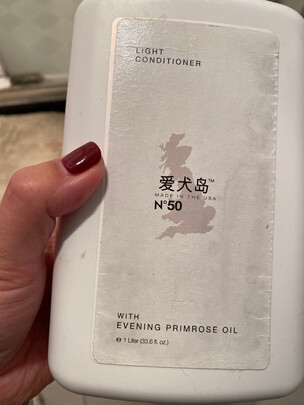 LIGHT
CONDITIONER
爱犬岛™
MADE IN THE USA
N°50
WITH
EVENING PRIMROSE OIL
℮ 1 Liter (33.6 fl. oz.)